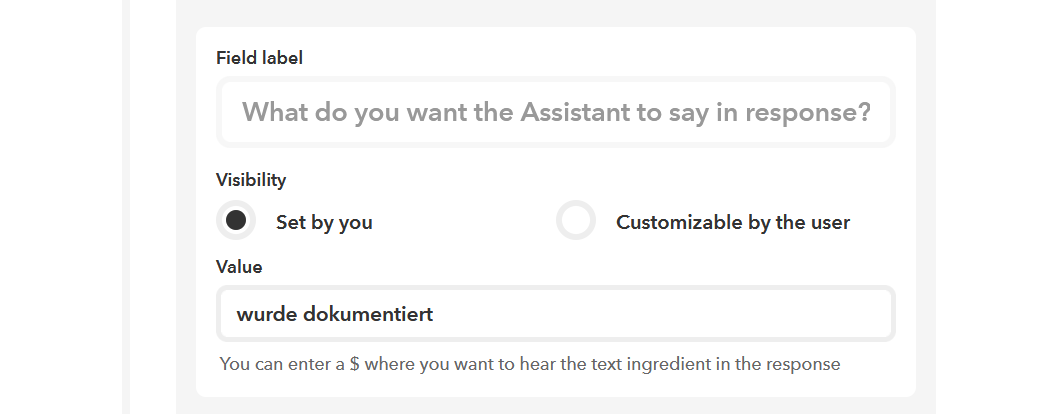 Field label
What do you want the Assistant to say in response?
Visibility
Set by you
Customizable by the user
Value
wurde dokumentiert
You can enter a $ where you want to hear the text ingredient in the response